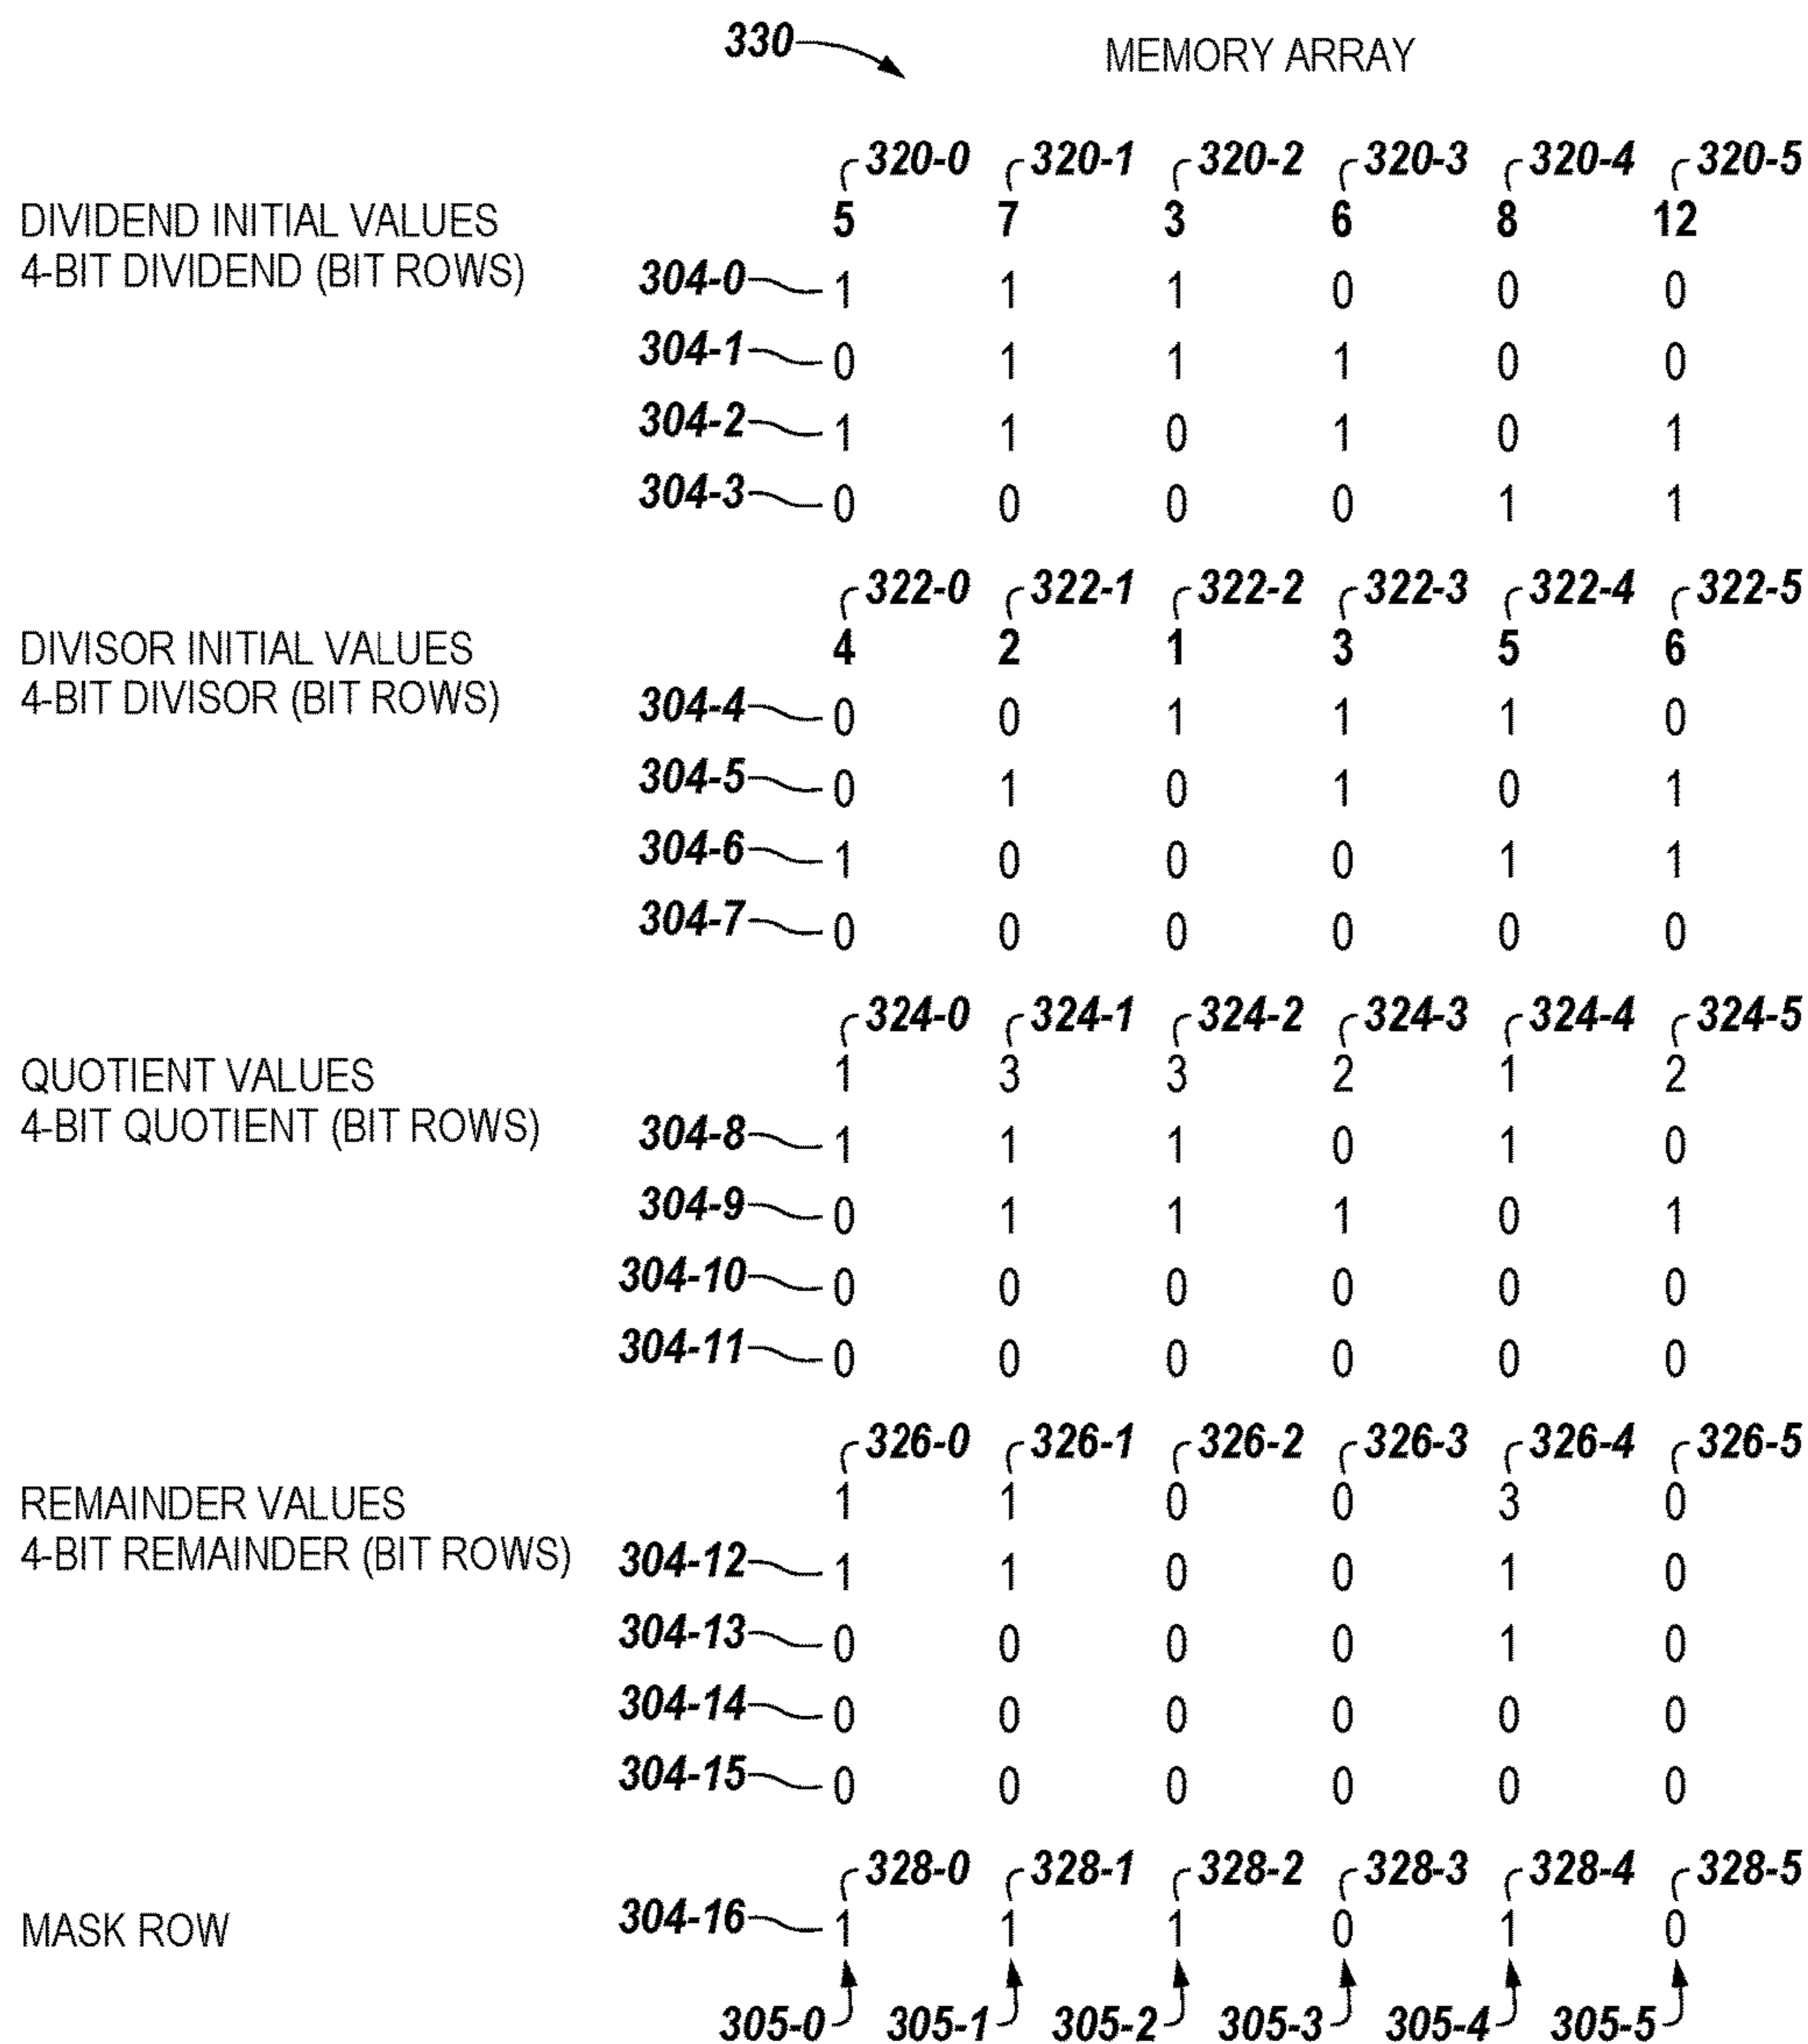 330 MEMORY ARRAY
320-0 320-1 320-2 320-3 320-4 320-5
DIVIDEND INITIAL VALUES 5 7 3 6 8 12
4-BIT DIVIDEND (BIT ROWS) 304-0 1 1 1 0 0 0
304-1 0 1 1 1 0 0
304-2 1 1 0 1 0 1
304-3 0 0 0 0 1 1
322-0 322-1 322-2 322-3 322-4 322-5
DIVISOR INITIAL VALUES 4 2 1 3 5 6
4-BIT DIVISOR (BIT ROWS) 304-4 0 0 1 1 1 0
304-5 0 1 0 1 0 1
304-6 1 0 0 0 1 1
304-7 0 0 0 0 0 0
324-0 324-1 324-2 324-3 324-4 324-5
QUOTIENT VALUES 1 3 3 2 1 2
4-BIT QUOTIENT (BIT ROWS) 304-8 1 1 1 0 1 0
304-9 0 1 1 1 0 1
304-10 0 0 0 0 0 0
304-11 0 0 0 0 0 0
326-0 326-1 326-2 326-3 326-4 326-5
REMAINDER VALUES 1 1 0 0 3 0
4-BIT REMAINDER (BIT ROWS) 304-12 1 1 0 0 1 0
304-13 0 0 0 0 1 0
304-14 0 0 0 0 0 0
304-15 0 0 0 0 0 0
328-0 328-1 328-2 328-3 328-4 328-5
MASK ROW 304-16 1 1 1 0 1 0
305-0 305-1 305-2 305-3 305-4 305-5